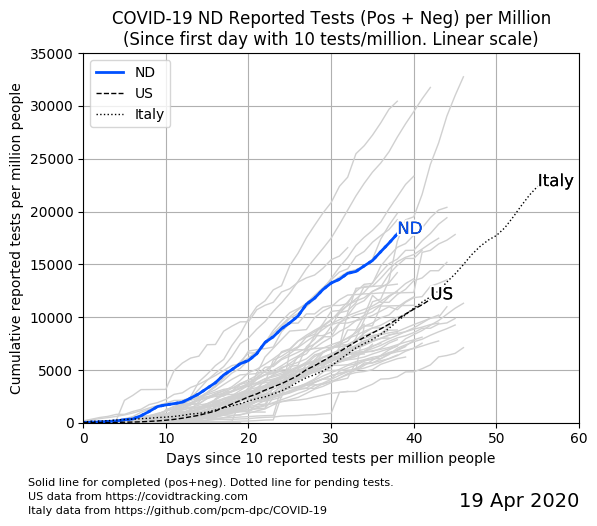 COVID-19 ND Reported Tests (Pos + Neg) per Million
(Since first day with 10 tests/million. Linear scale)
Cumulative reported tests per million people
35000
30000
25000
20000
15000
10000
5000
0
ND
US
Italy
Italy
ND
US
0 10 20 30 40 50 60
Days since 10 reported tests per million people
Solid line for completed (pos+neg). Dotted line for pending tests.
US data from https://covidtracking.com
Italy data from https://github.com/pcm-dpc/COVID-19
19 Apr 2020